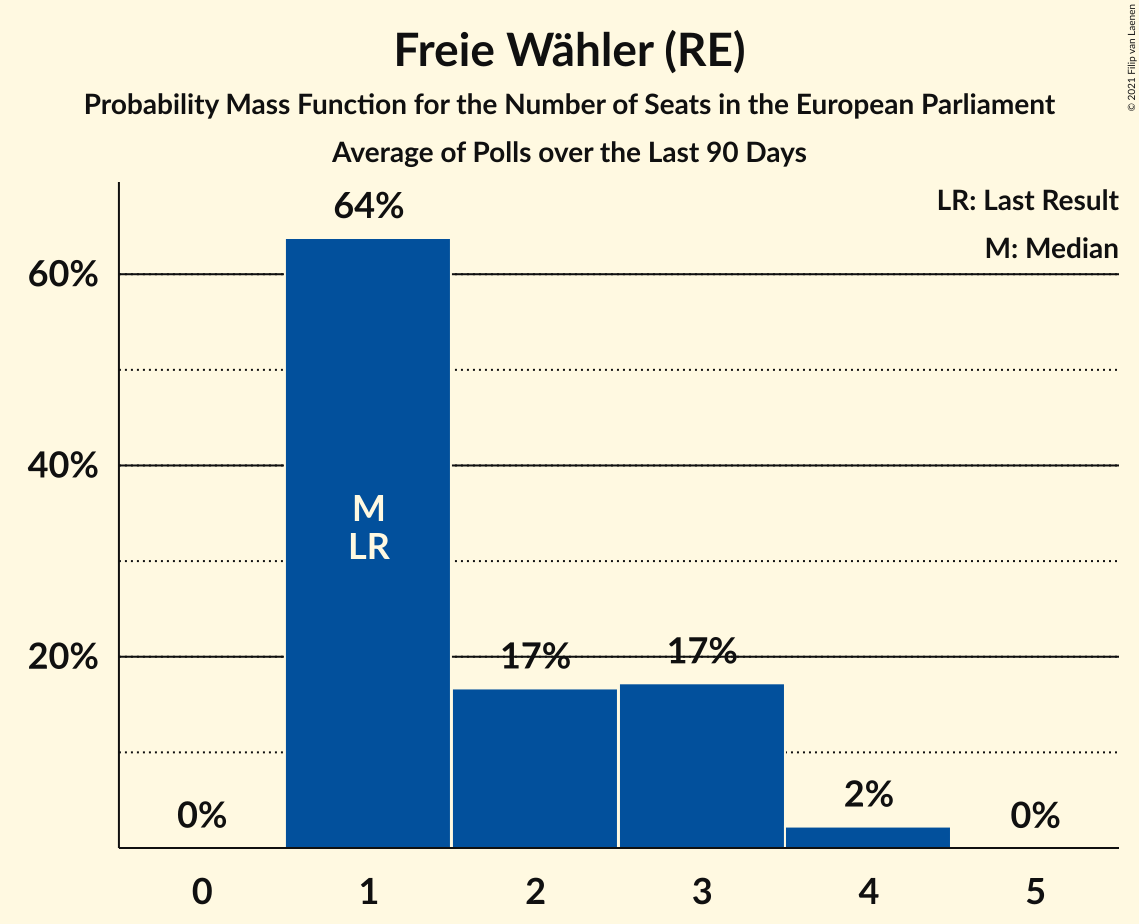 Freie Wähler (RE)
Probability Mass Function for the Number of Seats in the European Parliament
Average of Polls over the Last 90 Days
© 2021 Filip van Laenen
LR: Last Result
M: Median
64%
60%
40%
M
LR
20%
17%
17%
0%
2%
0%
0
1
2
3
4
5